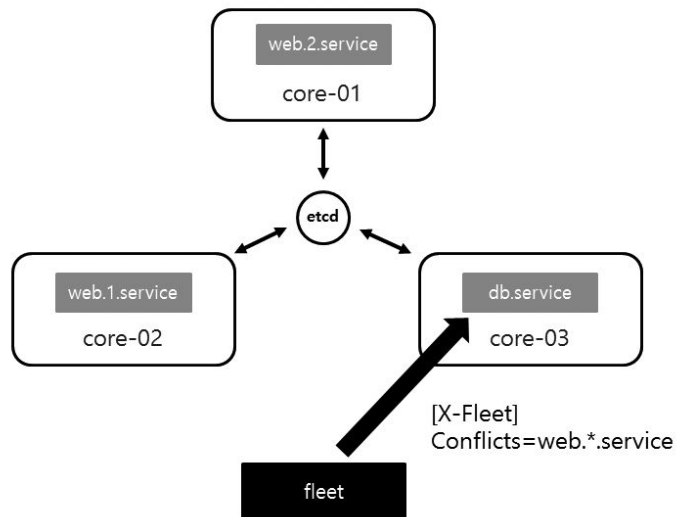 web.2.service
core-01
etcd
web.1.service
core-02
db.service
core-03
[X-Fleet]
Conflicts=web.*.service
fleet